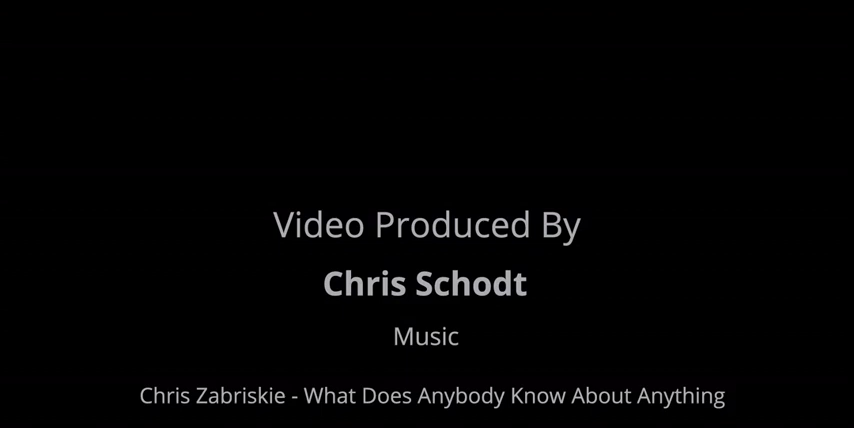 Video Produced By
Chris Schodt
Music
Chris Zabriskie - What Does Anybody Know About Anything